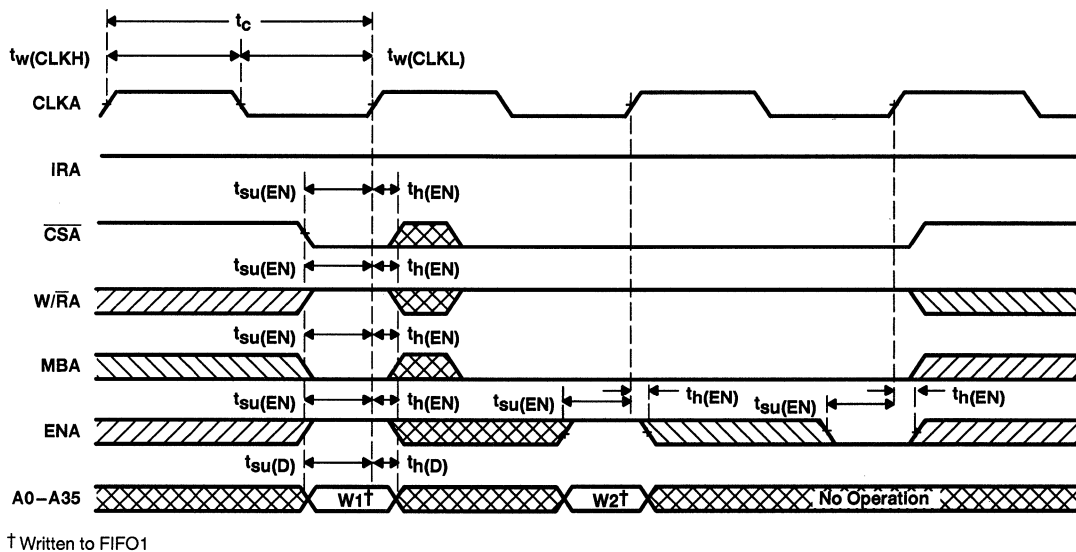 tc
tw(CLKH)
tw(CLKL)
CLKA
IRA
tsu(EN)
th(EN)
CSA
tsu(EN)
th(EN)
W/RA
tsu(EN)
th(EN)
MBA
tsu(EN)
th(EN)
tsu(EN)
th(EN)
tsu(EN)
th(EN)
ENA
tsu(D)
th(D)
A0–A35
W1†
W2†
No Operation
† Written to FIFO1